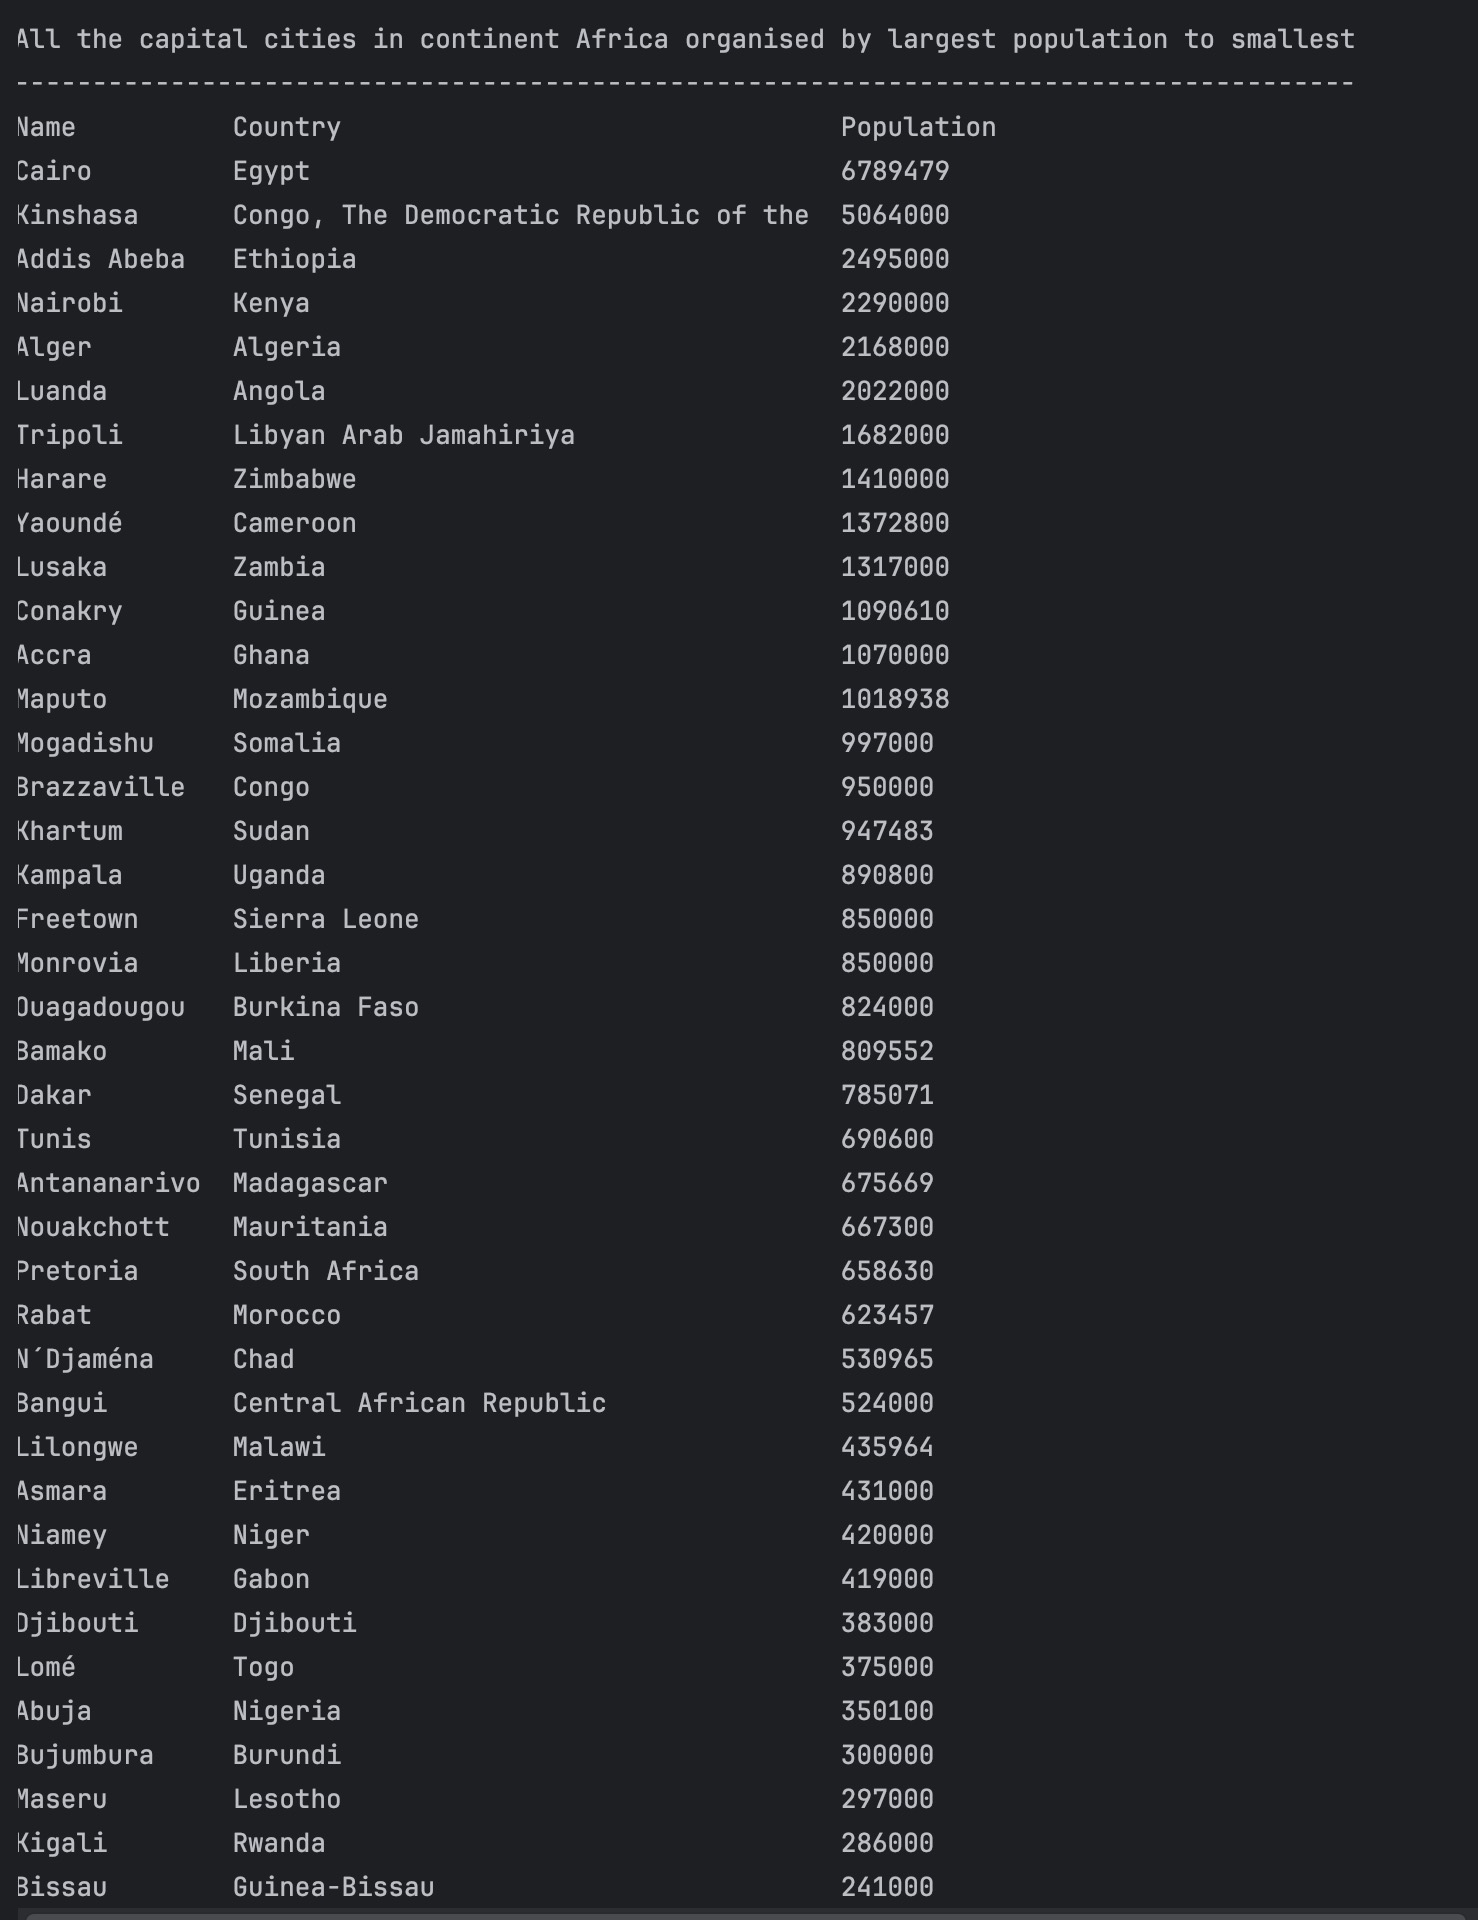 All the capital cities in continent Africa organised by largest population to smallest
--------------------------------------------------------------------------------------
Name Country Population
Cairo Egypt 6789479
Kinshasa Congo, The Democratic Republic of the 5064000
Addis Abeba Ethiopia 2495000
Nairobi Kenya 2290000
Alger Algeria 2168000
Luanda Angola 2022000
Tripoli Libyan Arab Jamahiriya 1682000
Harare Zimbabwe 1410000
Yaoundé Cameroon 1372800
Lusaka Zambia 1317000
Conakry Guinea 1090610
Accra Ghana 1070000
Maputo Mozambique 1018938
Mogadishu Somalia 997000
Brazzaville Congo 950000
Khartum Sudan 947483
Kampala Uganda 890800
Freetown Sierra Leone 850000
Monrovia Liberia 850000
Ouagadougou Burkina Faso 824000
Bamako Mali 809552
Dakar Senegal 785071
Tunis Tunisia 690600
Antananarivo Madagascar 675669
Nouakchott Mauritania 667300
Pretoria South Africa 658630
Rabat Morocco 623457
N´Djaména Chad 530965
Bangui Central African Republic 524000
Lilongwe Malawi 435964
Asmara Eritrea 431000
Niamey Niger 420000
Libreville Gabon 419000
Djibouti Djibouti 383000
Lomé Togo 375000
Abuja Nigeria 350100
Bujumbura Burundi 300000
Maseru Lesotho 297000
Kigali Rwanda 286000
Bissau Guinea-Bissau 241000